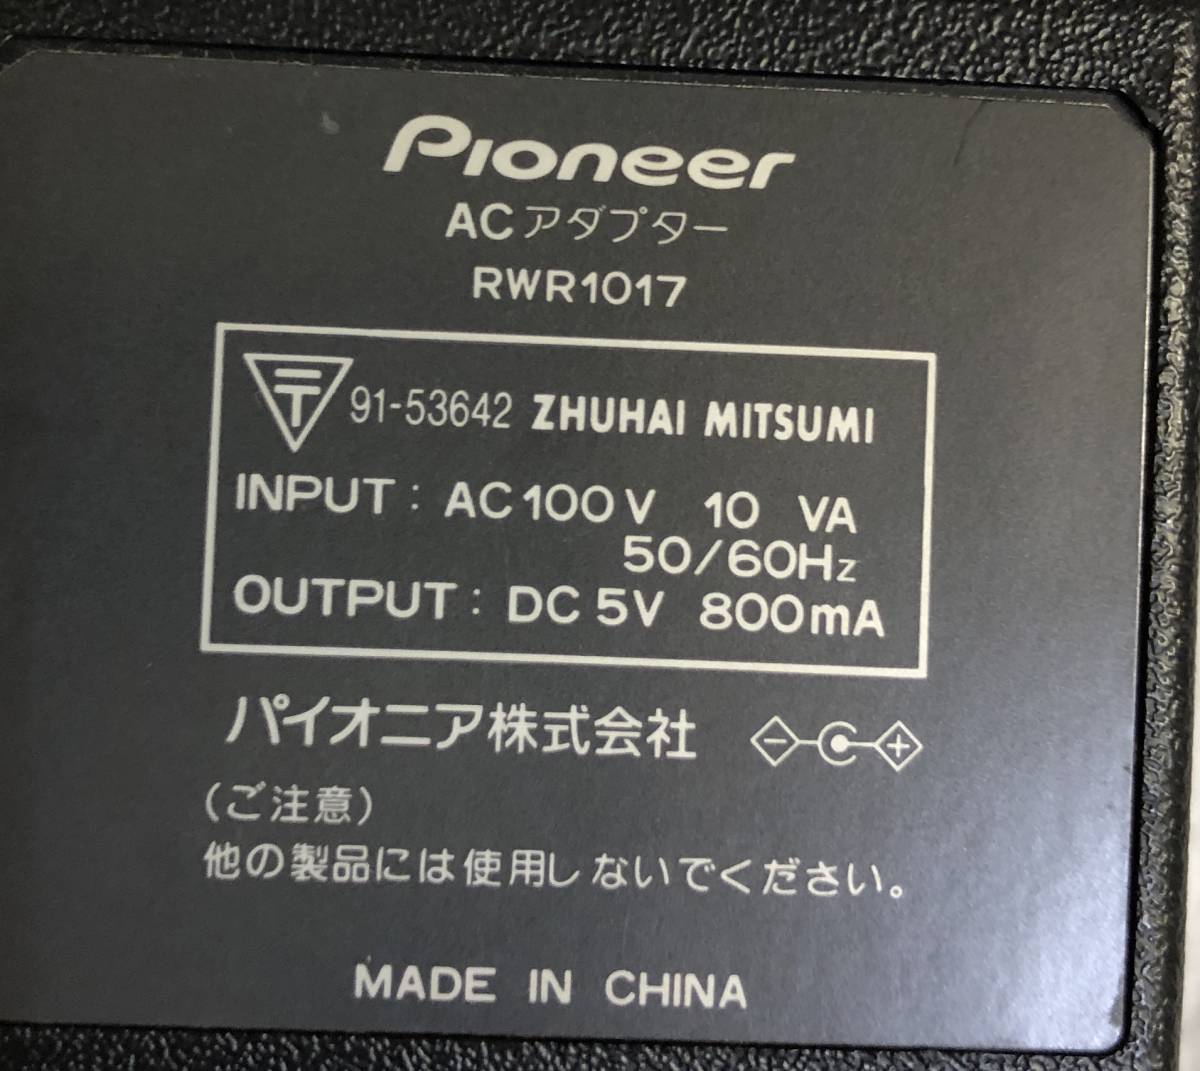 Pioneer
ACアダプター
RWR1017
〒 91-53642 ZHUHAI MITSUMI
INPUT : AC 100V 10 VA
50/60Hz
OUTPUT : DC 5V 800mA
パイオニア株式会社 - +
(ご注意)
他の製品には使用しないでください。
MADE IN CHINA